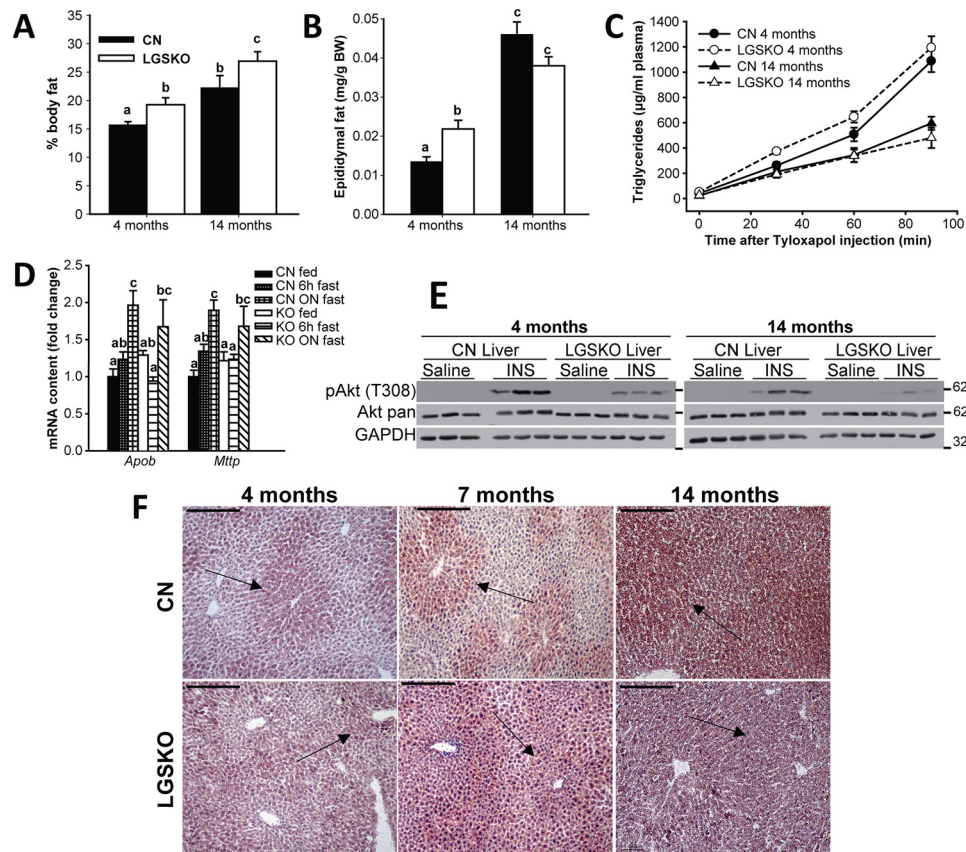 A
CN
LGSKO
% body fat
40
35
30
25
20
15
10
5
0
a
b
b
c
4 months
14 months
B
Epididymal fat (mg/g BW)
0.05
0.04
0.03
0.02
0.01
0.00
a
b
c
c
4 months
14 months
C
CN 4 months
LGSKO 4 months
CN 14 months
LGSKO 14 months
Triglycerides (µg/ml plasma)
1400
1200
1000
800
600
400
200
0
0 20 40 60 80 100
Time after Tyloxapol injection (min)
D
CN fed
CN 6h fast
CN ON fast
KO fed
KO 6h fast
KO ON fast
mRNA content (fold change)
2.5
2.0
1.5
1.0
0.5
0.0
a ab c ab a bc
a ab c a a bc
Apob Mttp
E
4 months 14 months
CN Liver LGSKO Liver CN Liver LGSKO Liver
Saline INS Saline INS Saline INS Saline INS
pAkt (T308) 62
Akt pan 62
GAPDH 32
F
4 months 7 months 14 months
CN
LGSKO